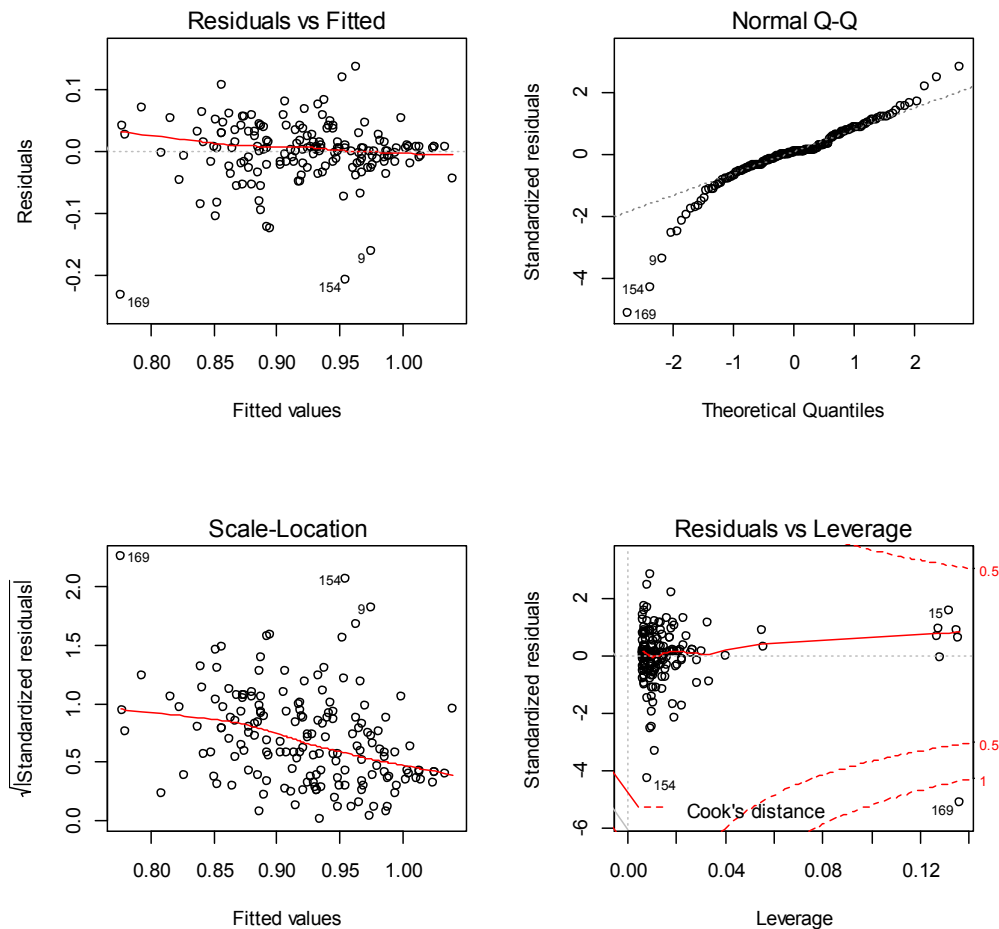 Residuals vs Fitted
Residuals
0.1
0.0
-0.1
-0.2
9
154
169
0.80 0.85 0.90 0.95 1.00
Fitted values
Normal Q-Q
Standardized residuals
2
0
-2
-4
9
154
169
-2 -1 0 1 2
Theoretical Quantiles
Scale-Location
√|Standardized residuals|
2.0
1.5
1.0
0.5
0.0
169
154
9
0.80 0.85 0.90 0.95 1.00
Fitted values
Residuals vs Leverage
Standardized residuals
2
0
-2
-4
-6
0.5
15
0.5
1
154
Cook's distance
169
0.00 0.04 0.08 0.12
Leverage